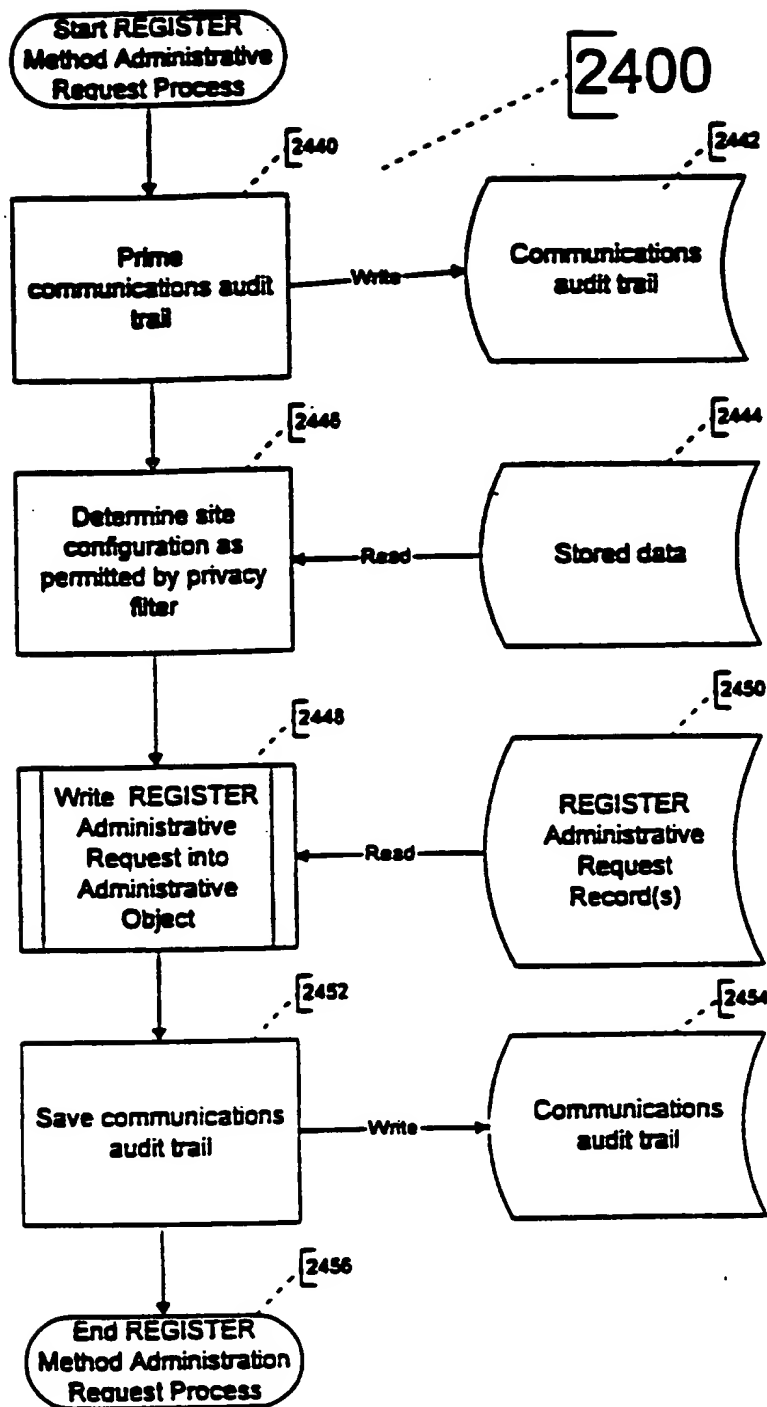 Start REGISTER
Method Administrative
Request Process
2400
2440
2442
Prime
communications audit
trail
Write
Communications
audit trail
2446
2444
Determine site
configuration as
permitted by privacy
filter
Read
Stored data
2448
2450
Write REGISTER
Administrative
Request into
Administrative
Object
Read
REGISTER
Administrative
Request
Record(s)
2452
2454
Save communications
audit trail
Write
Communications
audit trail
2456
End REGISTER
Method Administration
Request Process